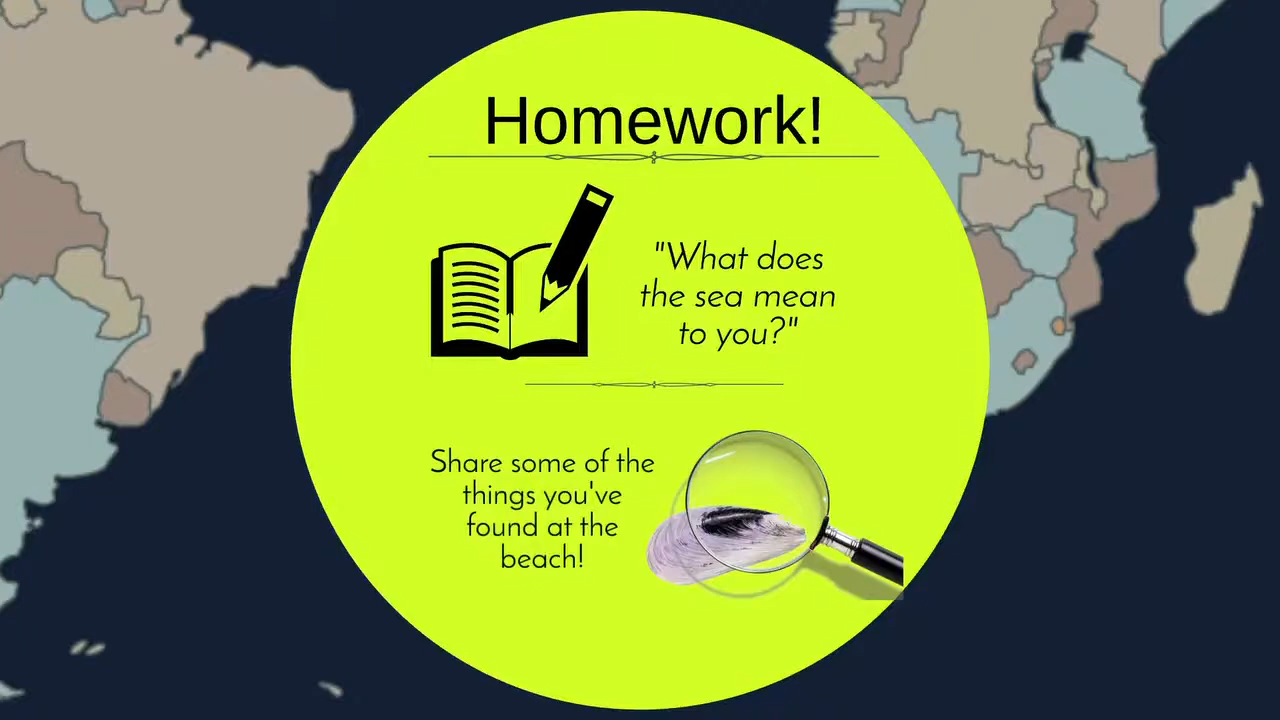 Homework!
"What does
the sea mean
to you?"
Share some of the
things you've
found at the
beach!